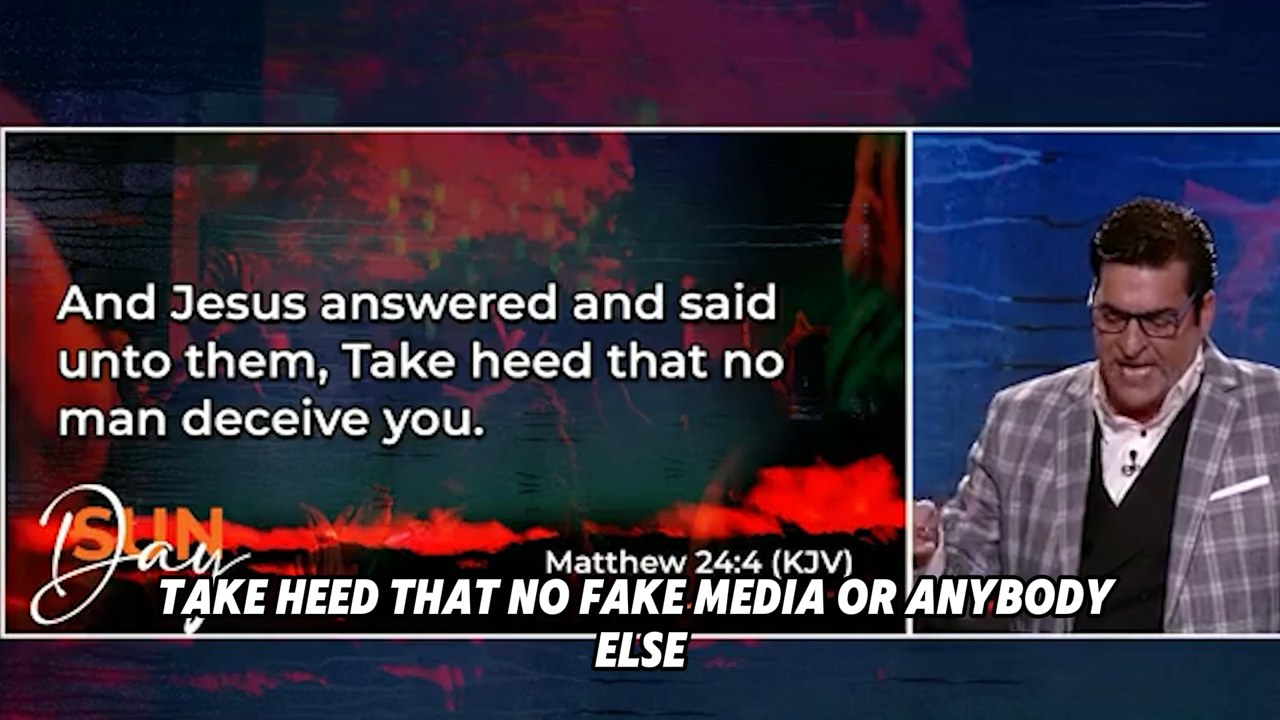 And Jesus answered and said
unto them, Take heed that no
man deceive you.
SUN
Day
Matthew 24:4 (KJV)
TAKE HEED THAT NO FAKE MEDIA OR ANYBODY
ELSE